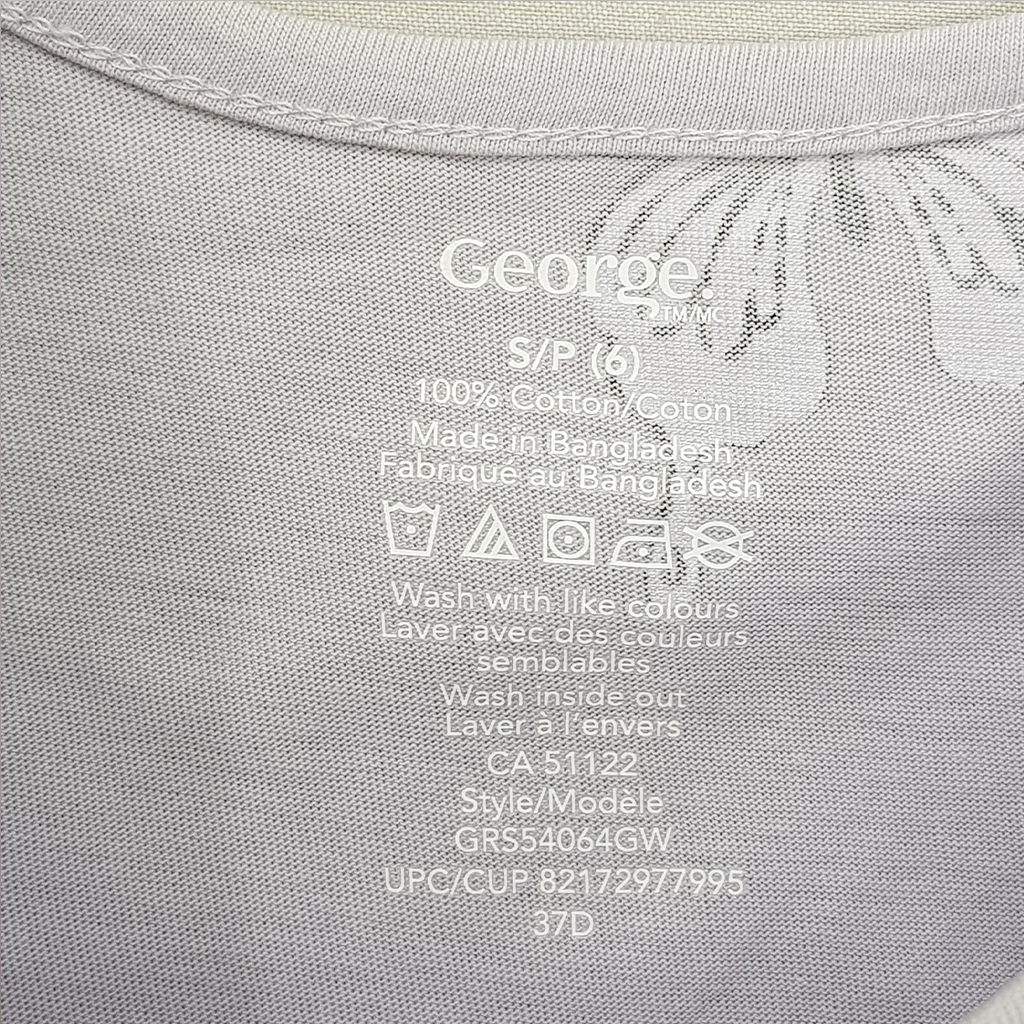 George.
TM/MC
S/P (6)
100% Cotton/Coton
Made in Bangladesh
Fabrique au Bangladesh
Wash with like colours
Laver avec des couleurs
semblables
Wash inside out
Laver à l'envers
CA 51122
Style/Modèle
GRS54064GW
UPC/CUP 82172977995
37D